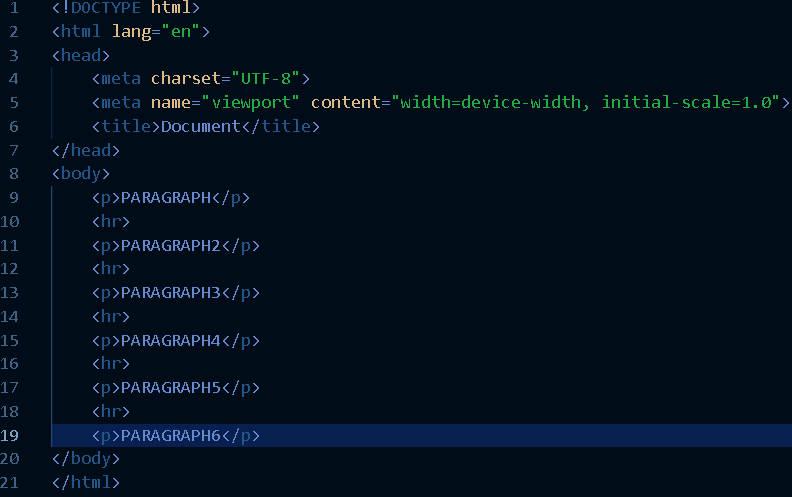 1 <!DOCTYPE html>
2 <html lang="en">
3 <head>
4     <meta charset="UTF-8">
5     <meta name="viewport" content="width=device-width, initial-scale=1.0">
6     <title>Document</title>
7 </head>
8 <body>
9     <p>PARAGRAPH</p>
10     <hr>
11     <p>PARAGRAPH2</p>
12     <hr>
13     <p>PARAGRAPH3</p>
14     <hr>
15     <p>PARAGRAPH4</p>
16     <hr>
17     <p>PARAGRAPH5</p>
18     <hr>
19     <p>PARAGRAPH6</p>
20 </body>
21 </html>